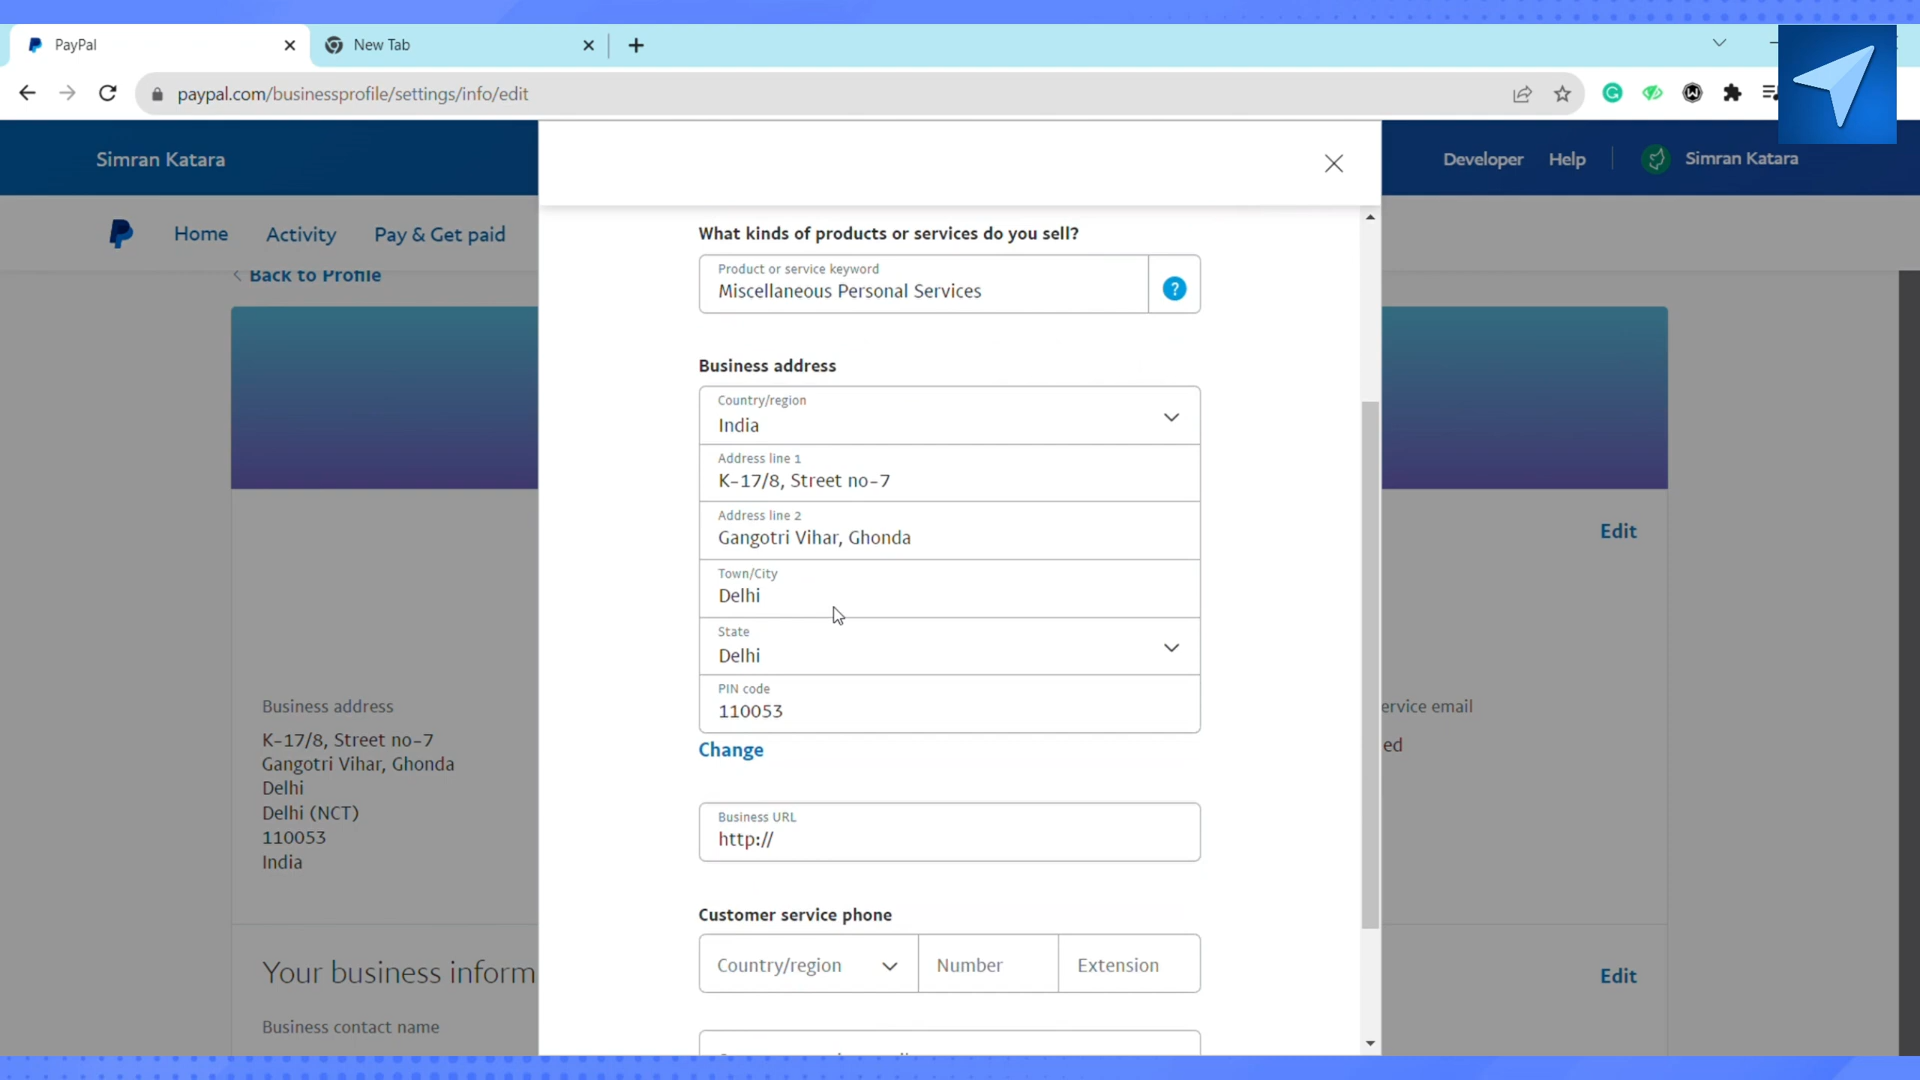 PayPal
New Tab
paypal.com/businessprofile/settings/info/edit
Simran Katara
Developer
Help
Simran Katara
Home
Activity
Pay & Get paid
Back to Profile
What kinds of products or services do you sell?
Product or service keyword
Miscellaneous Personal Services
?
Business address
Country/region
India
Address line 1
K-17/8, Street no-7
Address line 2
Gangotri Vihar, Ghonda
Town/City
Delhi
State
Delhi
PIN code
110053
Change
Business URL
http://
Customer service phone
Country/region
Number
Extension
Edit
Business address
K-17/8, Street no-7
Gangotri Vihar, Ghonda
Delhi
Delhi (NCT)
110053
India
ervice email
ed
Your business inform
Edit
Business contact name